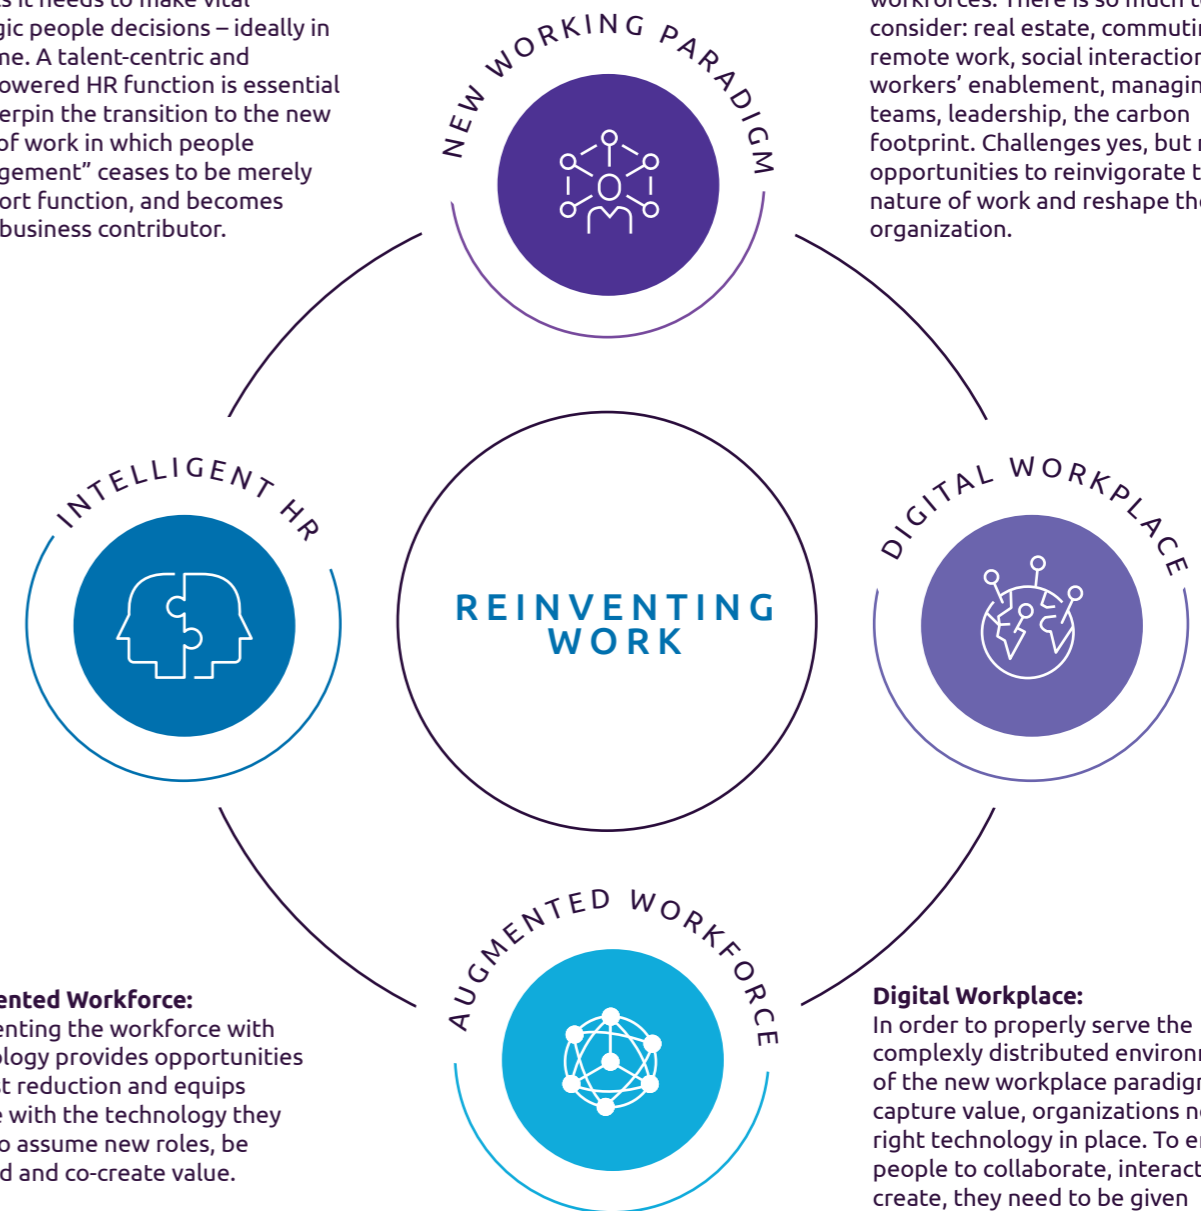 gic people decisions – ideally in
me. A talent-centric and
owered HR function is essential
erpin the transition to the new
of work in which people
gement” ceases to be merely
ort function, and becomes
business contributor.
consider: real estate, commutin
remote work, social interaction
workers’ enablement, managin
teams, leadership, the carbon
footprint. Challenges yes, but
opportunities to reinvigorate t
nature of work and reshape the
organization.
NEW WORKING PARADIGM
INTELLIGENT HR
DIGITAL WORKPLACE
REINVENTING
WORK
AUGMENTED WORKFORCE
ented Workforce:
enting the workforce with
ology provides opportunities
st reduction and equips
e with the technology they
o assume new roles, be
d and co-create value.
Digital Workplace:
In order to properly serve the
complexly distributed environm
of the new workplace paradigm
capture value, organizations n
right technology in place. To e
people to collaborate, interact
create, they need to be given